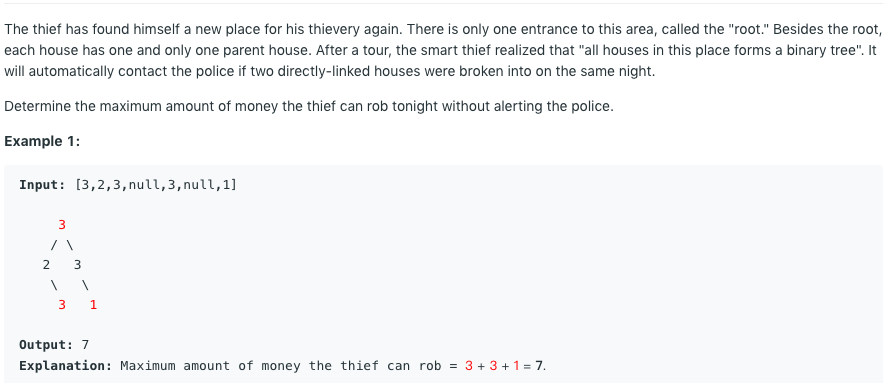 The thief has found himself a new place for his thievery again. There is only one entrance to this area, called the "root." Besides the root,
each house has one and only one parent house. After a tour, the smart thief realized that "all houses in this place forms a binary tree". It
will automatically contact the police if two directly-linked houses were broken into on the same night.
Determine the maximum amount of money the thief can rob tonight without alerting the police.
Example 1:
Input: [3,2,3,null,3,null,1]
3
/ \
2 3
\ \
3 1
Output: 7
Explanation: Maximum amount of money the thief can rob = 3 + 3 + 1 = 7.